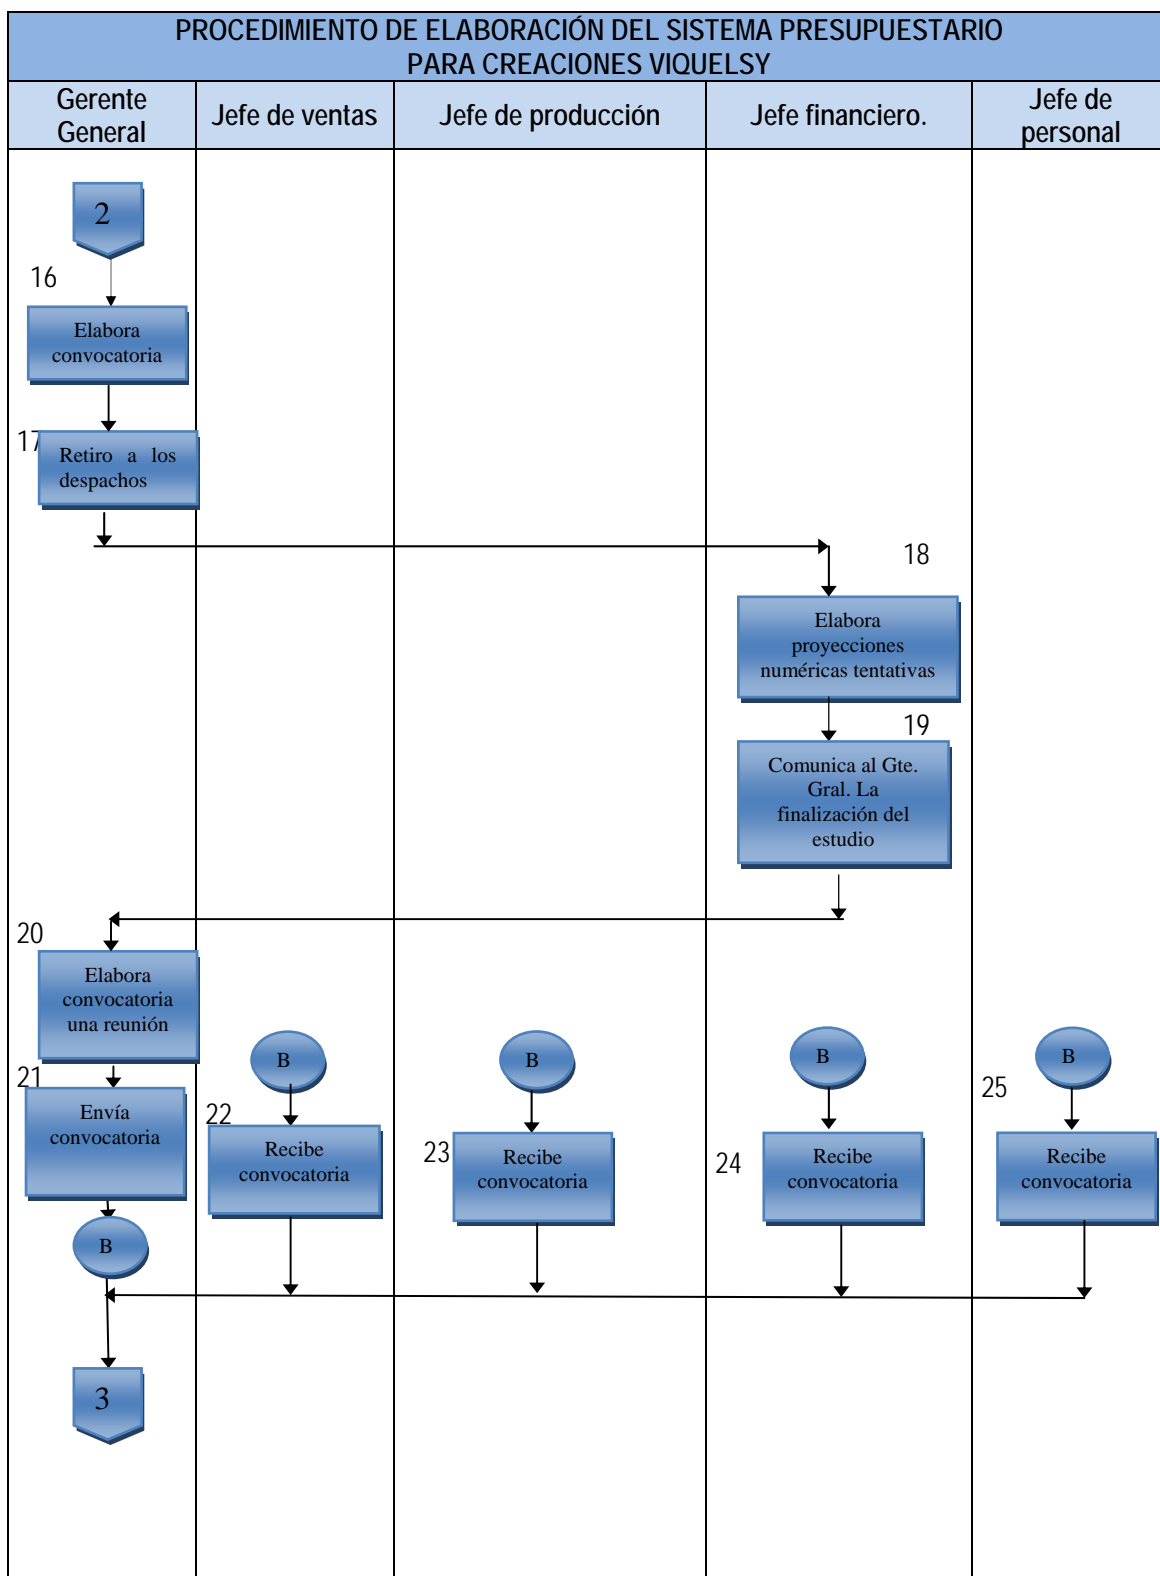 PROCEDIMIENTO DE ELABORACIÓN DEL SISTEMA PRESUPUESTARIO
PARA CREACIONES VIQUELSY
Gerente
General
Jefe de ventas
Jefe de producción
Jefe financiero.
Jefe de
personal
2
16
Elabora
convocatoria
17
Retiro a los
despachos
18
Elabora
proyecciones
numéricas tentativas
19
Comunica al Gte.
Gral. La
finalización del
estudio
20
Elabora
convocatoria
una reunión
21
Envía
convocatoria
B
B
22
Recibe
convocatoria
B
23
Recibe
convocatoria
B
24
Recibe
convocatoria
B
25
Recibe
convocatoria
3